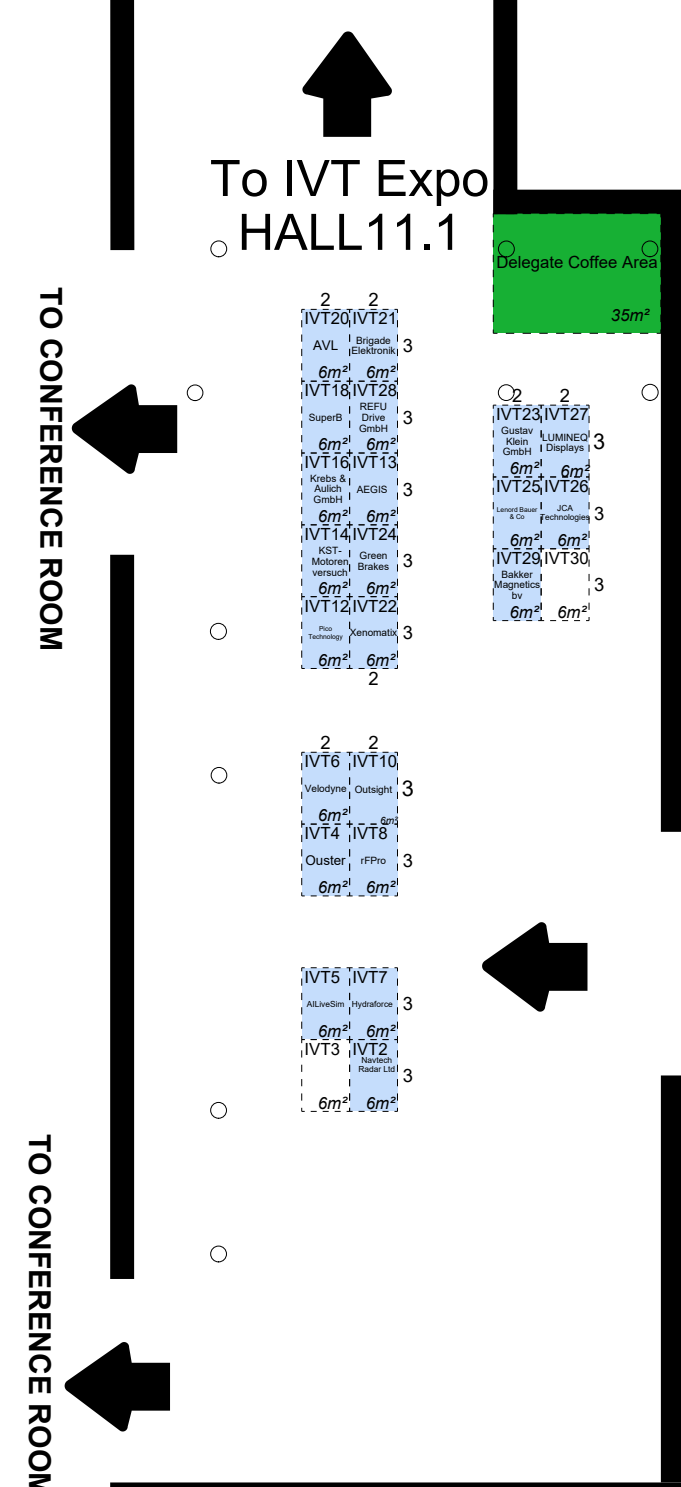 To IVT Expo
HALL11.1
Delegate Coffee Area
35m²
TO CONFERENCE ROOM
2 2
IVT20 IVT21
AVL
Brigade
Elektronik
3
6m² 6m²
IVT18 IVT28
SuperB
REFU
Drive
GmbH
3
6m² 6m²
IVT16 IVT13
Krebs &
Aulich
GmbH
AEGIS
3
6m² 6m²
IVT14 IVT24
KST-
Motoren
versuch
Green
Brakes
3
6m² 6m²
IVT12 IVT22
Pico
Technology
Xenomatix
3
6m² 6m²
2
2 2
IVT23 IVT27
Gustav
Klein
GmbH
LUMINEQ
Displays
3
6m² 6m²
IVT25 IVT26
Lenord Bauer
& Co
JCA
Technologies
3
6m² 6m²
IVT29 IVT30
Bakker
Magnetics
bv
3
6m² 6m²
2 2
IVT6 IVT10
Velodyne Outsight
3
6m² 6m²
IVT4 IVT8
Ouster rFPro
3
6m² 6m²
IVT5 IVT7
AILiveSim Hydraforce
3
6m² 6m²
IVT3 IVT2
Navtech
Radar Ltd
3
6m² 6m²
TO CONFERENCE ROOM